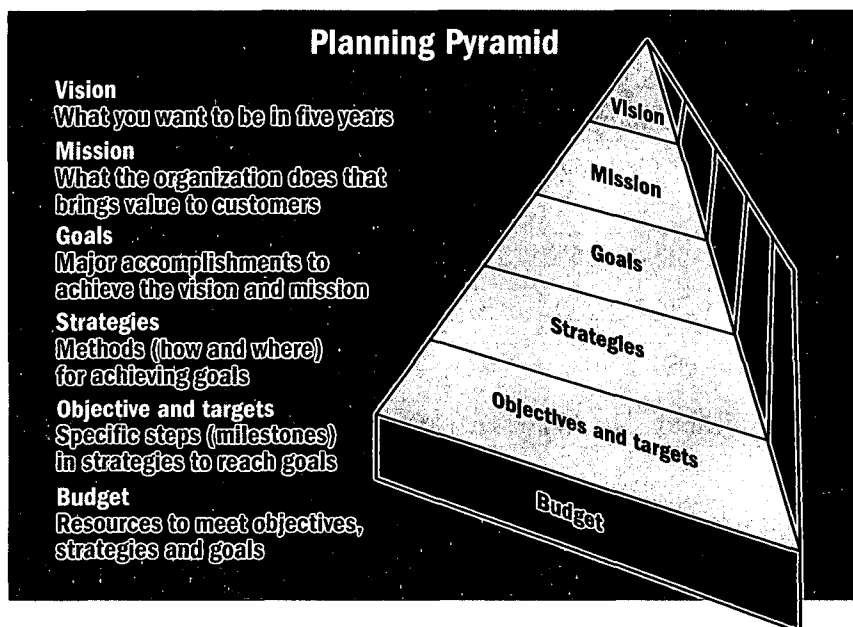 Planning Pyramid
Vision
What you want to be in five years
Mission
What the organization does that
brings value to customers
Goals
Major accomplishments to
achieve the vision and mission
Strategies
Methods (how and where)
for achieving goals
Objective and targets
Specific steps (milestones)
in strategies to reach goals
Budget
Resources to meet objectives,
strategies and goals
Vision
Mission
Goals
Strategies
Objectives and targets
Budget